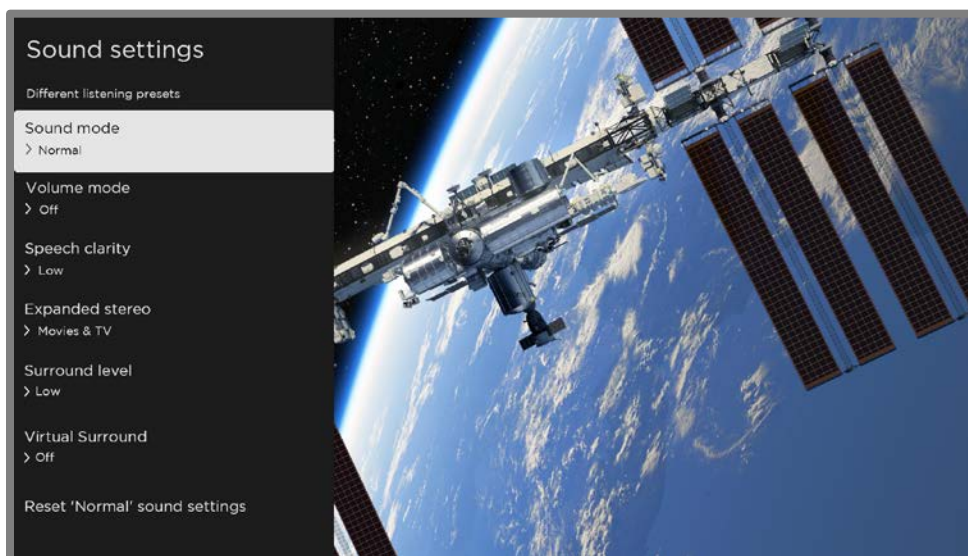 Sound settings
Different listening presets
Sound mode
> Normal
Volume mode
> Off
Speech clarity
> Low
Expanded stereo
> Movies & TV
Surround level
> Low
Virtual Surround
> Off
Reset 'Normal' sound settings